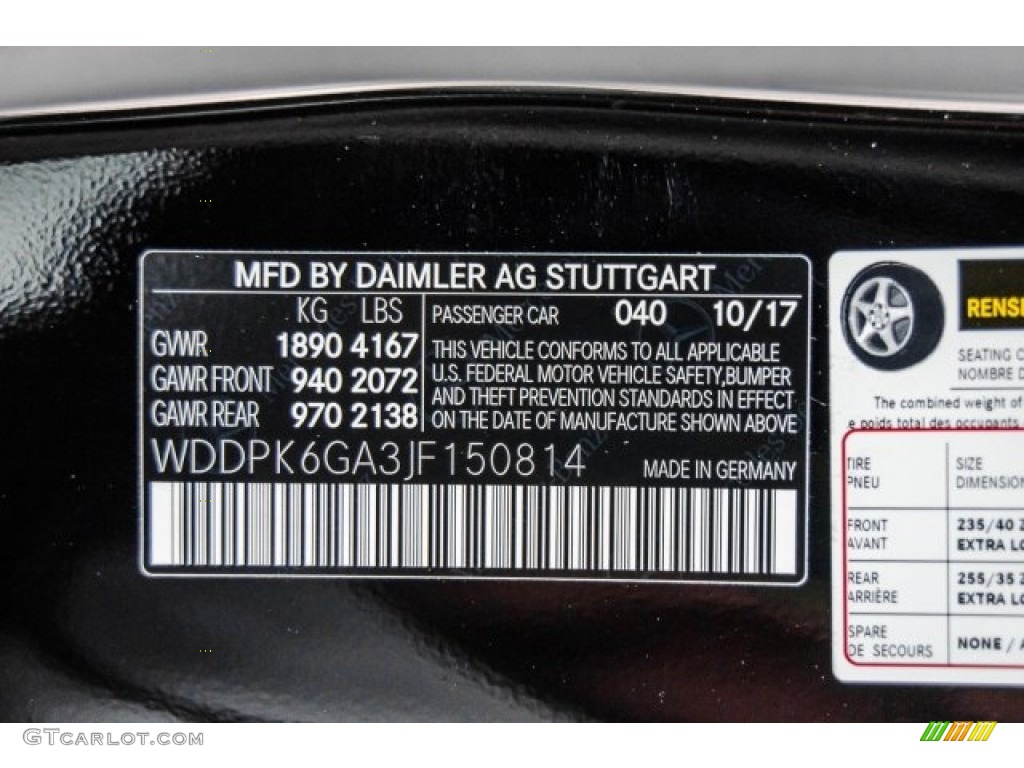 MFD BY DAIMLER AG STUTTGART
KG LBS
GVWR 1890 4167
GAWR FRONT 940 2072
GAWR REAR 970 2138
PASSENGER CAR 040 10/17
THIS VEHICLE CONFORMS TO ALL APPLICABLE
U.S. FEDERAL MOTOR VEHICLE SAFETY,BUMPER
AND THEFT PREVENTION STANDARDS IN EFFECT
ON THE DATE OF MANUFACTURE SHOWN ABOVE
WDDPK6GA3JF150814
MADE IN GERMANY
SEATING
NOMBRE
The combined weight of
poids total des occupants
TIRE SIZE
PNEU DIMENSION
FRONT 235/40
AVANT EXTRA
REAR 255/35
ARRIÈRE EXTRA
SPARE NONE /
DE SECOURS
GTCarLot.com